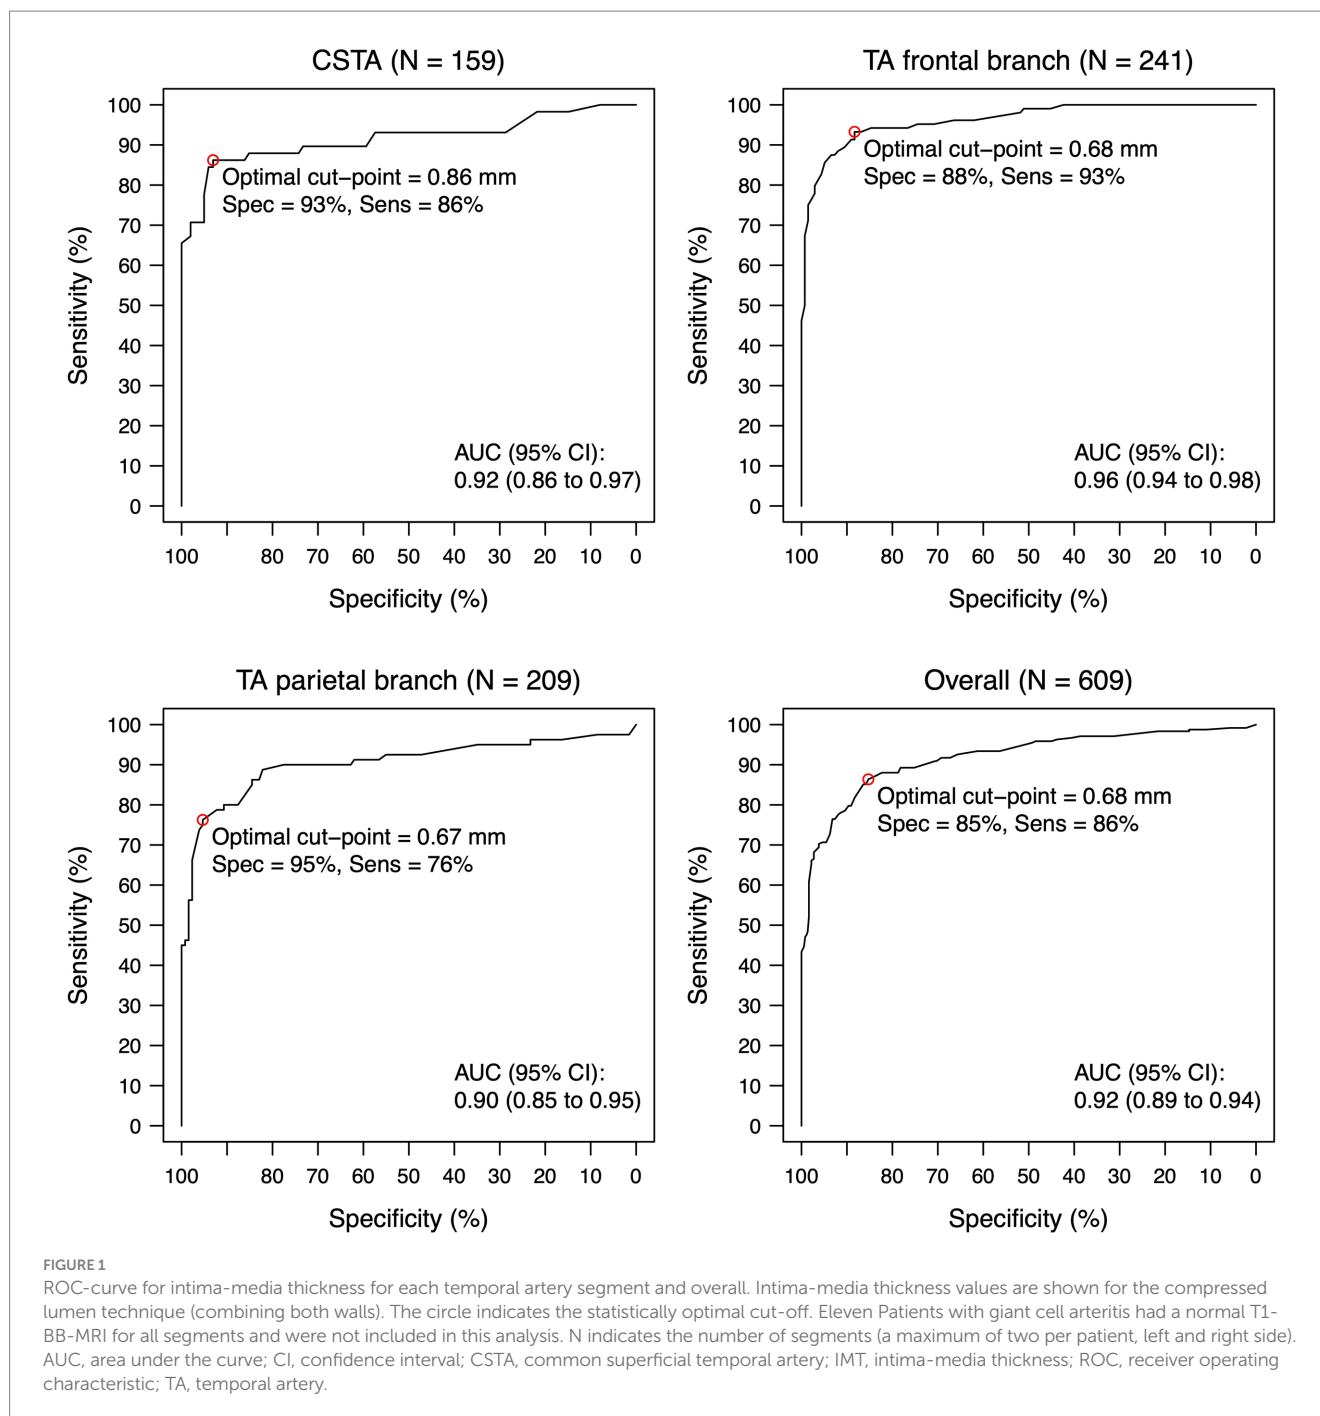 CSTA (N = 159)
100
90
80
70
60
50
40
30
20
10
0
Sensitivity (%)
Optimal cut–point = 0.86 mm
Spec = 93%, Sens = 86%
AUC (95% CI):
0.92 (0.86 to 0.97)
100 80 70 60 50 40 30 20 10 0
Specificity (%)
TA frontal branch (N = 241)
100
90
80
70
60
50
40
30
20
10
0
Sensitivity (%)
Optimal cut–point = 0.68 mm
Spec = 88%, Sens = 93%
AUC (95% CI):
0.96 (0.94 to 0.98)
100 80 70 60 50 40 30 20 10 0
Specificity (%)
TA parietal branch (N = 209)
100
90
80
70
60
50
40
30
20
10
0
Sensitivity (%)
Optimal cut–point = 0.67 mm
Spec = 95%, Sens = 76%
AUC (95% CI):
0.90 (0.85 to 0.95)
100 80 70 60 50 40 30 20 10 0
Specificity (%)
Overall (N = 609)
100
90
80
70
60
50
40
30
20
10
0
Sensitivity (%)
Optimal cut–point = 0.68 mm
Spec = 85%, Sens = 86%
AUC (95% CI):
0.92 (0.89 to 0.94)
100 80 70 60 50 40 30 20 10 0
Specificity (%)
FIGURE 1
ROC-curve for intima-media thickness for each temporal artery segment and overall. Intima-media thickness values are shown for the compressed
lumen technique (combining both walls). The circle indicates the statistically optimal cut-off. Eleven Patients with giant cell arteritis had a normal T1-
BB-MRI for all segments and were not included in this analysis. N indicates the number of segments (a maximum of two per patient, left and right side).
AUC, area under the curve; CI, confidence interval; CSTA, common superficial temporal artery; IMT, intima-media thickness; ROC, receiver operating
characteristic; TA, temporal artery.